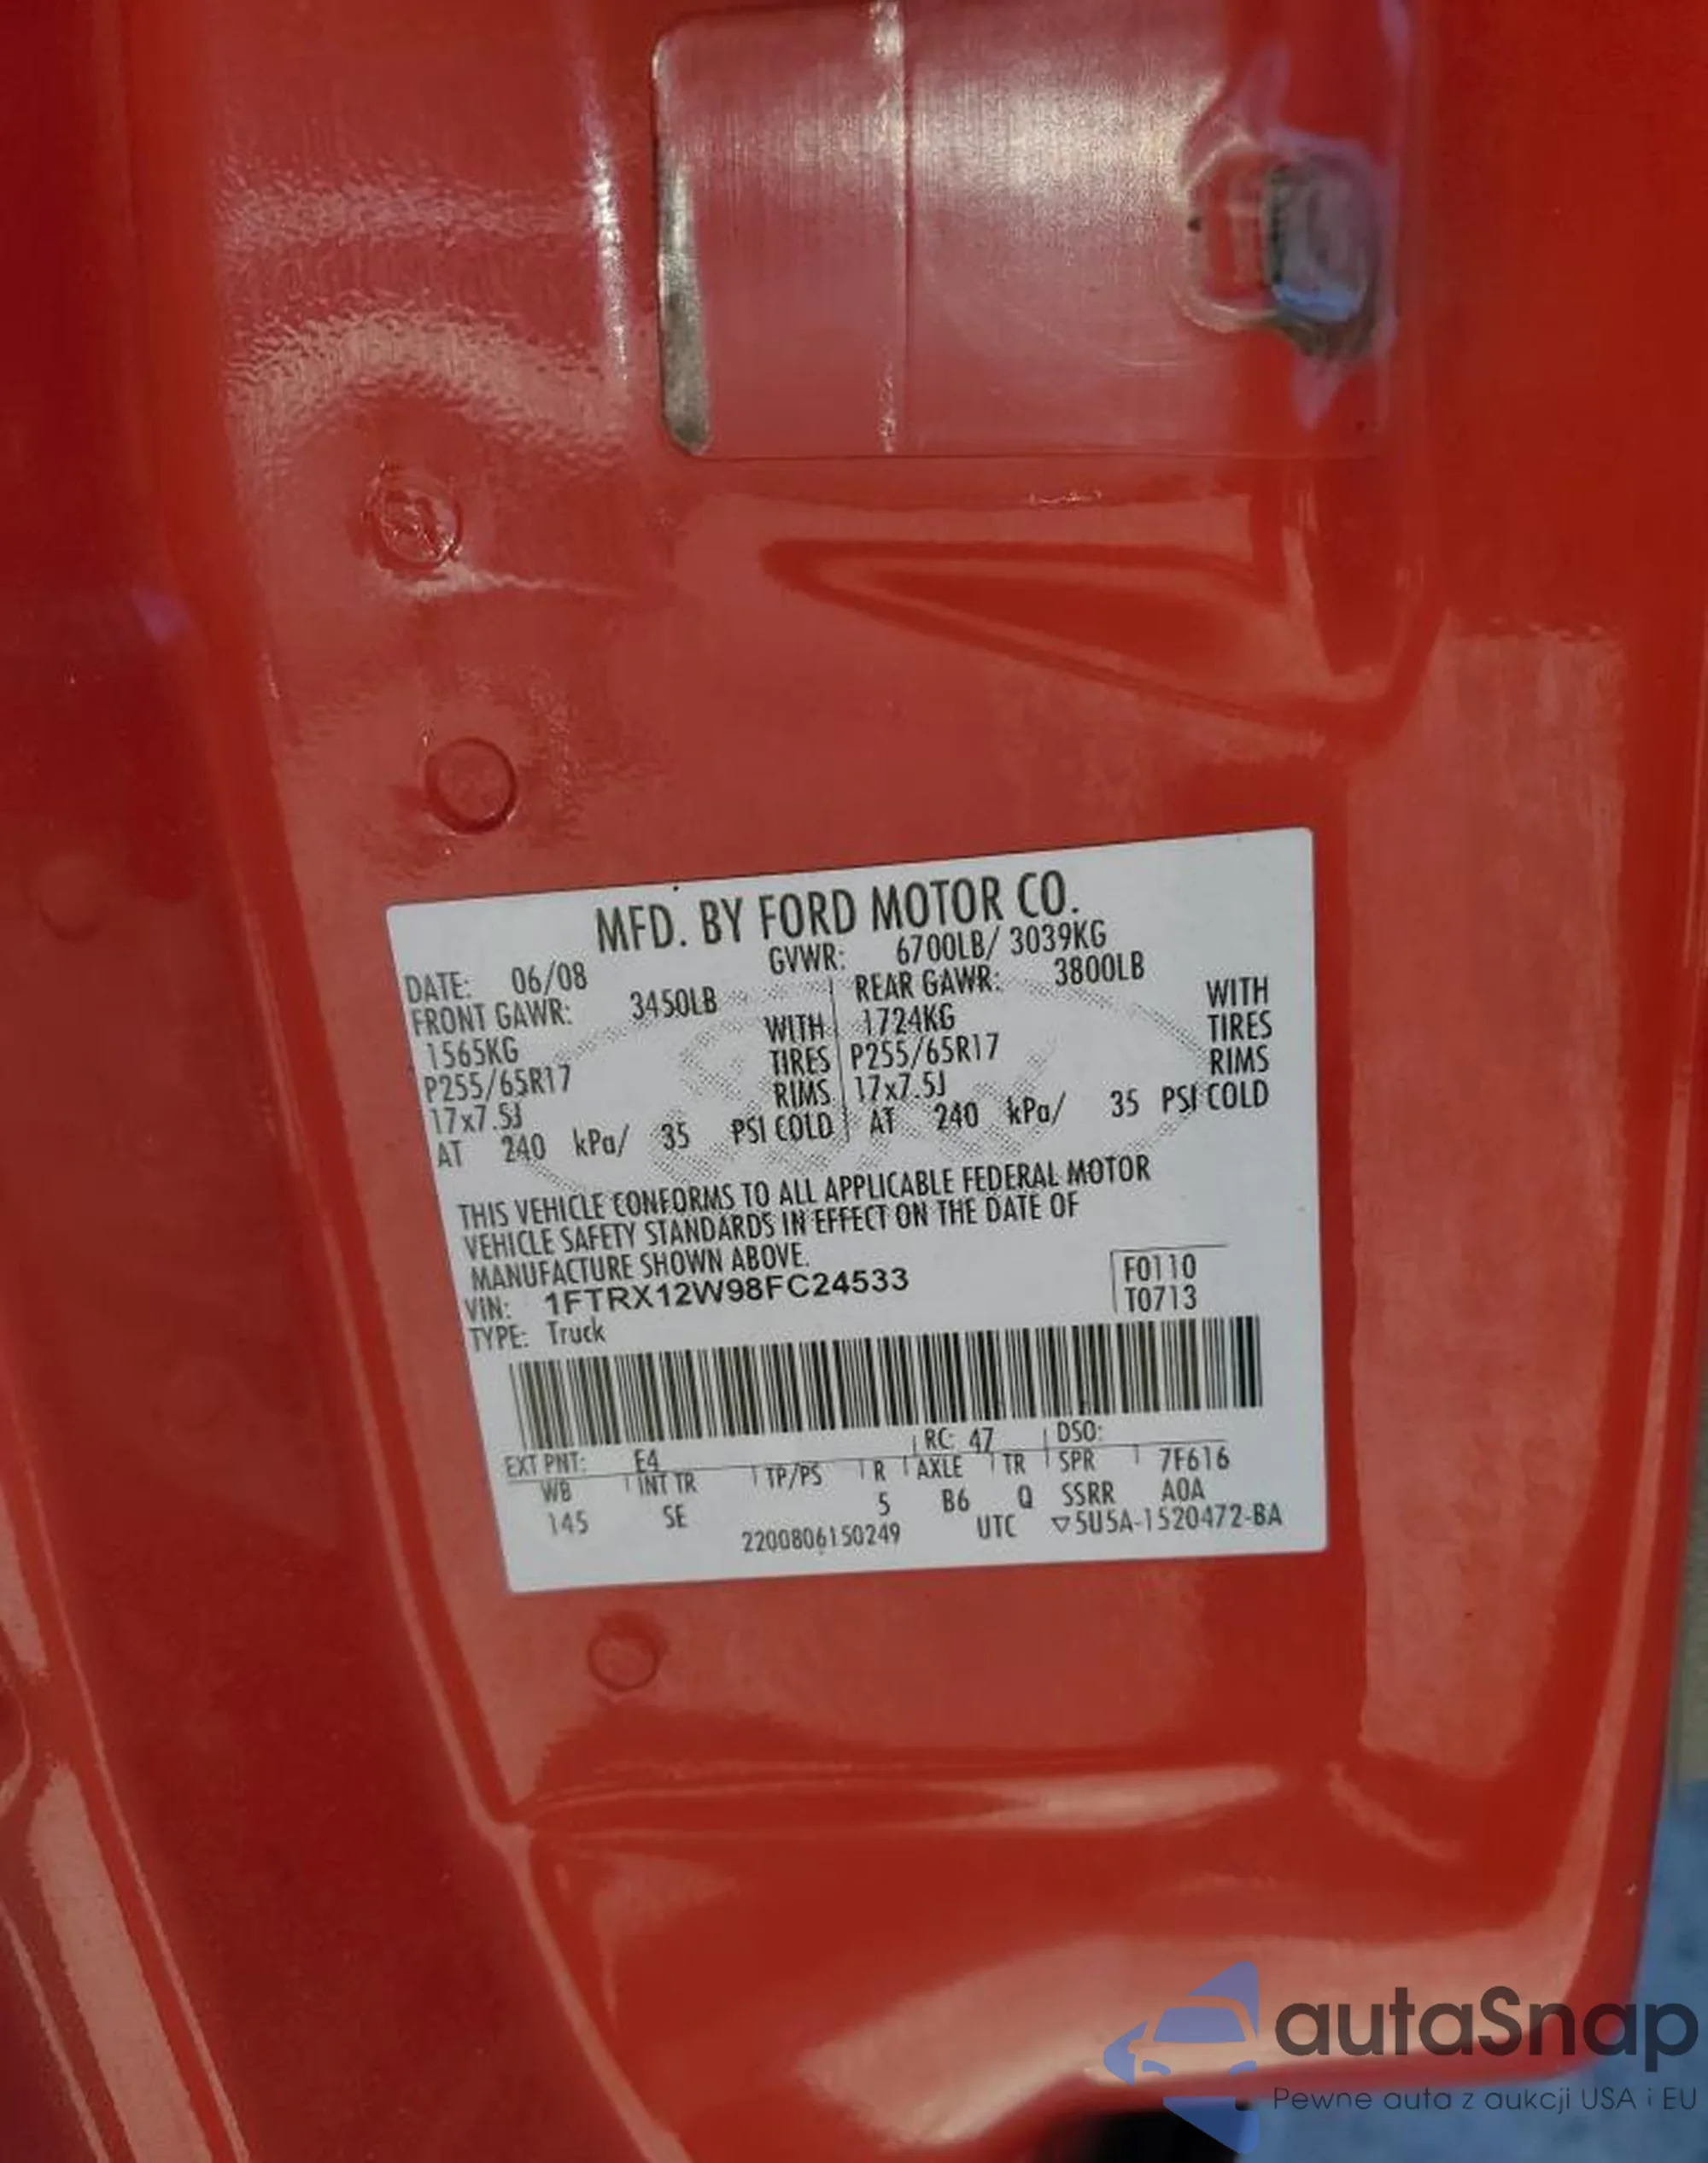 MFD. BY FORD MOTOR CO.
DATE: 06/08 GVWR: 6700LB/ 3039KG
FRONT GAWR: 3450LB REAR GAWR: 3800LB
1565KG WITH 1724KG WITH
P255/65R17 TIRES P255/65R17 TIRES
17x7.5J RIMS 17x7.5J RIMS
AT 240 kPa/ 35 PSI COLD AT 240 kPa/ 35 PSI COLD
THIS VEHICLE CONFORMS TO ALL APPLICABLE FEDERAL MOTOR
VEHICLE SAFETY STANDARDS IN EFFECT ON THE DATE OF
MANUFACTURE SHOWN ABOVE.
VIN: 1FTRX12W98FC24533 F0110
TYPE: Truck T0713
EXT PNT: E4 RC: 47 DSO:
WB INT TR TP/PS R AXLE TR SPR 7F616
145 SE 5 B6 Q SSRR A0A
2200806150249 UTC ▽5U5A-1520472-BA
autaSnap
Pewne auta z aukcji USA i EU